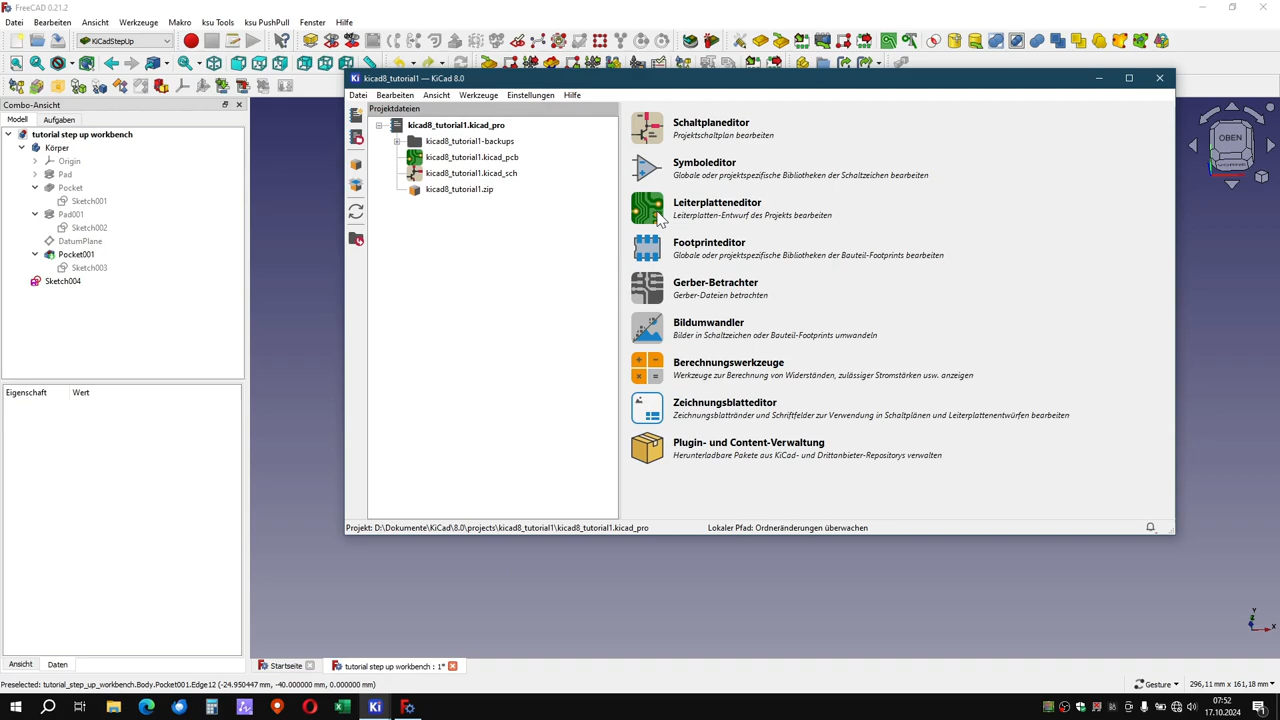 FreeCAD 0.21.2
Datei Bearbeiten Ansicht Werkzeuge Makro ksu Tools ksu PushPull Fenster Hilfe
KiCadStepUp
Combo-Ansicht
Modell Aufgaben
tutorial step up workbench
Körper
Origin
Pad
Pocket
Sketch001
Pad001
Sketch002
DatumPlane
Pocket001
Sketch003
Sketch004
Eigenschaft Wert
Ansicht Daten
kicad8_tutorial1 — KiCad 8.0
Datei Bearbeiten Ansicht Werkzeuge Einstellungen Hilfe
Projektdateien
kicad8_tutorial1.kicad_pro
kicad8_tutorial1-backups
kicad8_tutorial1.kicad_pcb
kicad8_tutorial1.kicad_sch
kicad8_tutorial1.zip
Schaltplaneditor
Projektschaltplan bearbeiten
Symboleditor
Globale oder projektspezifische Bibliotheken der Schaltzeichen bearbeiten
Leiterplatteneditor
Leiterplatten-Entwurf des Projekts bearbeiten
Footprinteditor
Globale oder projektspezifische Bibliotheken der Bauteil-Footprints bearbeiten
Gerber-Betrachter
Gerber-Dateien betrachten
Bildumwandler
Bilder in Schaltzeichen oder Bauteil-Footprints umwandeln
Berechnungswerkzeuge
Werkzeuge zur Berechnung von Widerständen, zulässiger Stromstärken usw. anzeigen
Zeichnungsblatteditor
Zeichnungsblattränder und Schriftfelder zur Verwendung in Schaltplänen und Leiterplattenentwürfen bearbeiten
Plugin- und Content-Verwaltung
Herunterladbare Pakete aus KiCad- und Drittanbieter-Repositorys verwalten
Projekt: D:\Dokumente\KiCad\8.0\projects\kicad8_tutorial1\kicad8_tutorial1.kicad_pro
Lokaler Pfad: Ordneränderungen überwachen
OBEN
Y
Z
X
Startseite
tutorial step up workbench : 1*
Preselected: tutorial_step_up_workbench.Body.Pocket001.Edge12 (-24.950447 mm, -40.000000 mm, 0.000000 mm)
Gesture
296,11 mm x 161,18 mm
Ki
07:52
17.10.2024